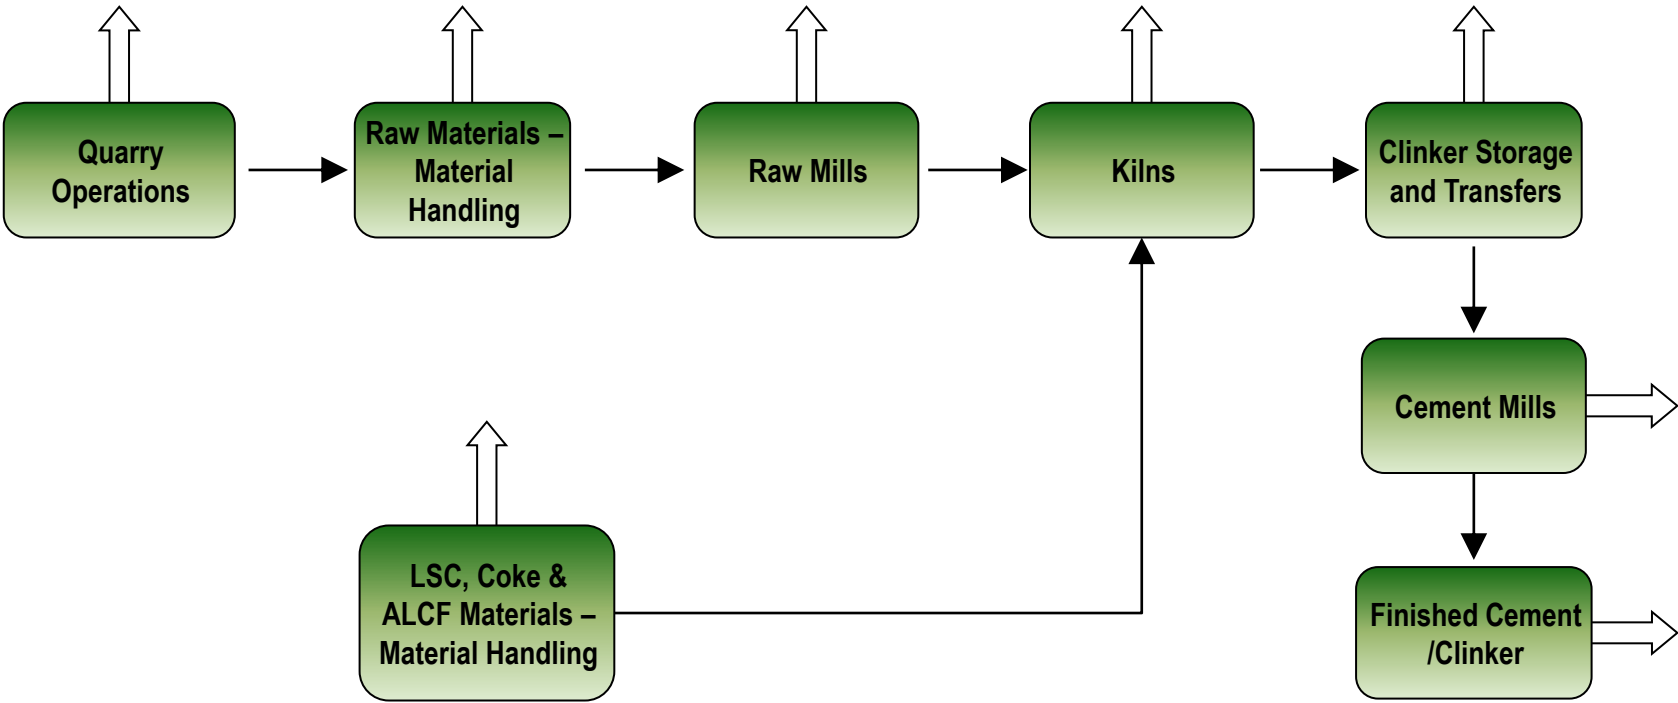 Quarry
Operations
Raw Materials –
Material
Handling
Raw Mills
Kilns
Clinker Storage
and Transfers
Cement Mills
LSC, Coke &
ALCF Materials –
Material Handling
Finished Cement
/Clinker